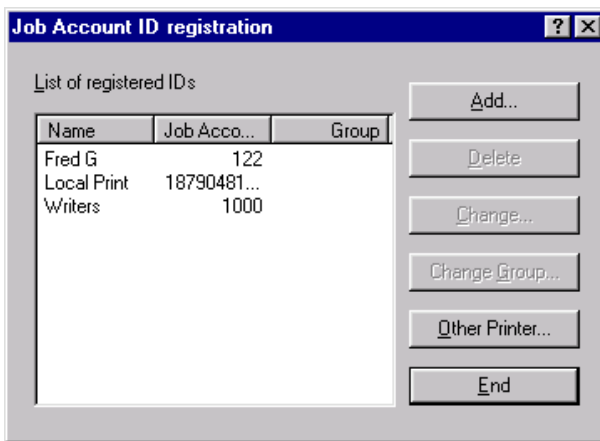 Job Account ID registration
List of registered IDs
Name Job Acco... Group
Fred G 122
Local Print 18790481...
Writers 1000
Add...
Delete
Change...
Change Group...
Other Printer...
End